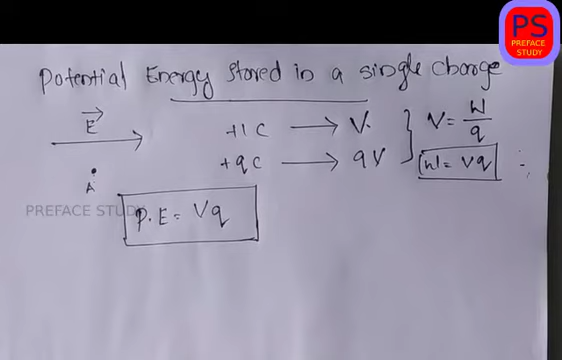 PS
PREFACE
STUDY
Potential Energy Stored in a Single Charge
E
+1 C → V.
V = W/q
+q C → qV
W = Vq
A
PREFACE STUDY
P.E = Vq